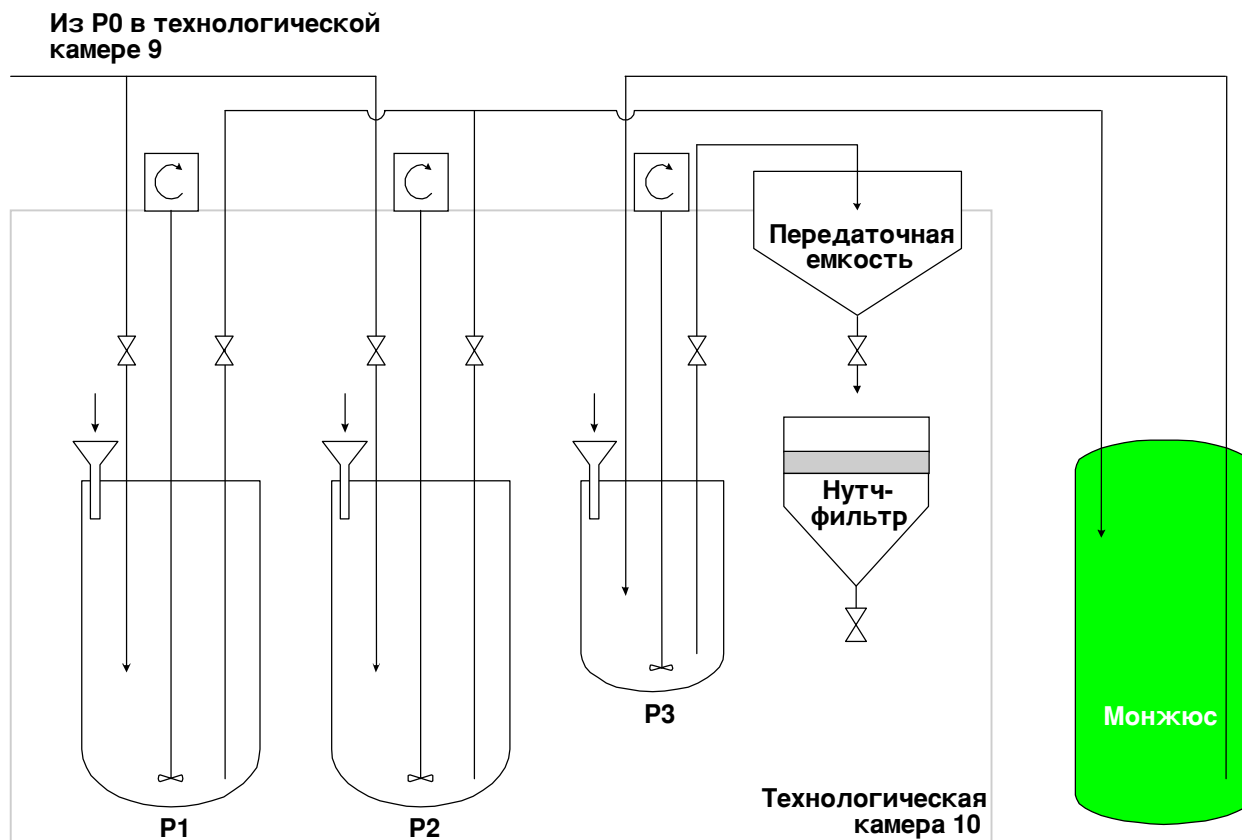 Из Р0 в технологической
камере 9
Передаточная
емкость
Нутч-
фильтр
Р3
Монжюс
Технологическая
камера 10
Р1
Р2